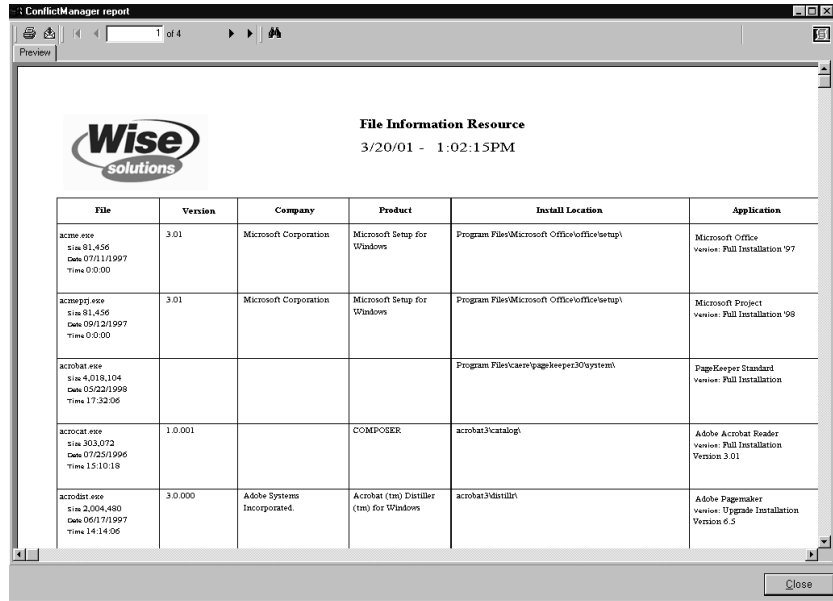 ConflictManager report
1 of 4
Preview
Wise
solutions
File Information Resource
3/20/01 - 1:02:15PM
File Version Company Product Install Location Application
acme.exe 3.01 Microsoft Corporation Microsoft Setup for Program Files\Microsoft Office\office\setup\ Microsoft Office
Size 81,456 Windows Version: Full Installation '97
Date 07/11/1997
Time 0:0:00
acmeprj.exe 3.01 Microsoft Corporation Microsoft Setup for Program Files\Microsoft Office\office\setup\ Microsoft Project
Size 81,456 Windows Version: Full Installation '98
Date 09/12/1997
Time 0:0:00
acrobat.exe Program Files\caere\pagekeeper30\system\ PageKeeper Standard
Size 4,018,104 Version: Full Installation
Date 05/22/1998
Time 17:32:06
acrocat.exe 1.0.001 COMPOSER acrobat3\catalog\ Adobe Acrobat Reader
Size 303,072 Version: Full Installation
Date 07/25/1996 Version 3.01
Time 15:10:18
acrodist.exe 3.0.000 Adobe Systems Acrobat (tm) Distiller acrobat3\distillr\ Adobe Pagemaker
Size 2,004,480 Incorporated. (tm) for Windows Version: Upgrade Installation
Date 06/17/1997 Version 6.5
Time 14:14:06
Close